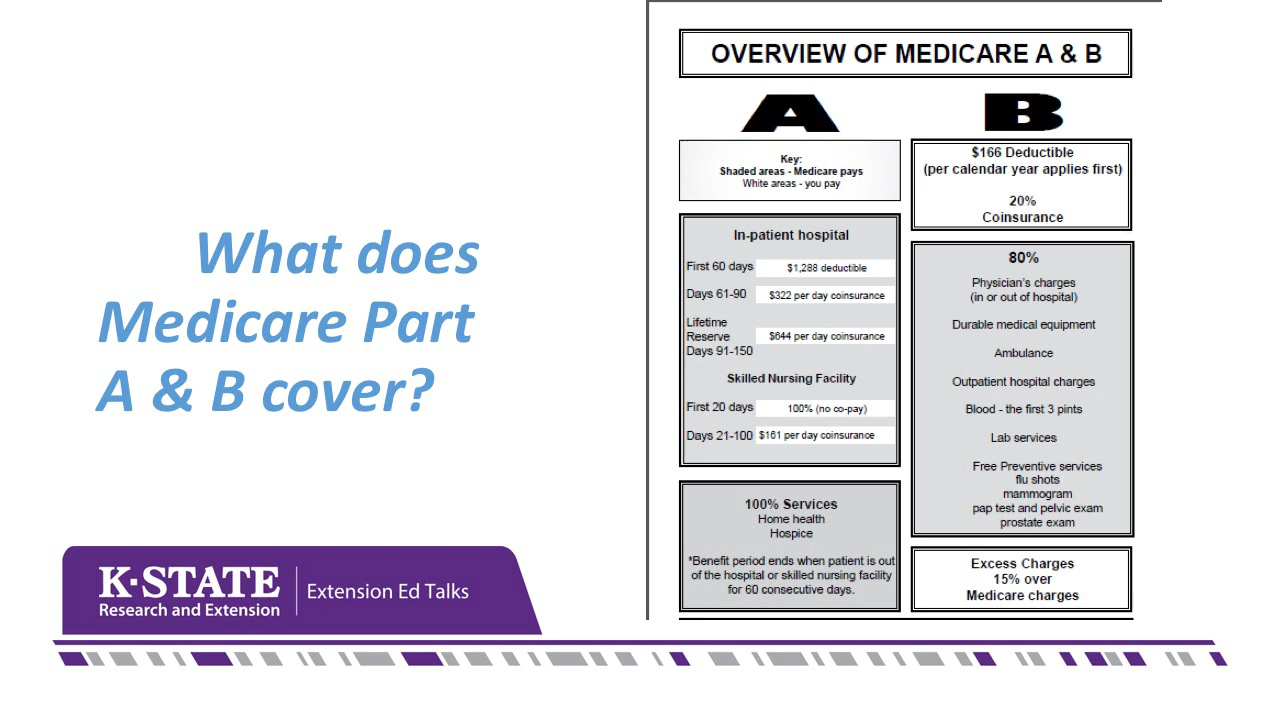 What does
Medicare Part
A & B cover?
K·STATE
Research and Extension
Extension Ed Talks
OVERVIEW OF MEDICARE A & B
A
Key:
Shaded areas - Medicare pays
White areas - you pay
In-patient hospital
First 60 days $1,288 deductible
Days 61-90 $322 per day coinsurance
Lifetime
Reserve $644 per day coinsurance
Days 91-150
Skilled Nursing Facility
First 20 days 100% (no co-pay)
Days 21-100 $161 per day coinsurance
100% Services
Home health
Hospice
*Benefit period ends when patient is out
of the hospital or skilled nursing facility
for 60 consecutive days.
B
$166 Deductible
(per calendar year applies first)
20%
Coinsurance
80%
Physician's charges
(in or out of hospital)
Durable medical equipment
Ambulance
Outpatient hospital charges
Blood - the first 3 pints
Lab services
Free Preventive services
flu shots
mammogram
pap test and pelvic exam
prostate exam
Excess Charges
15% over
Medicare charges